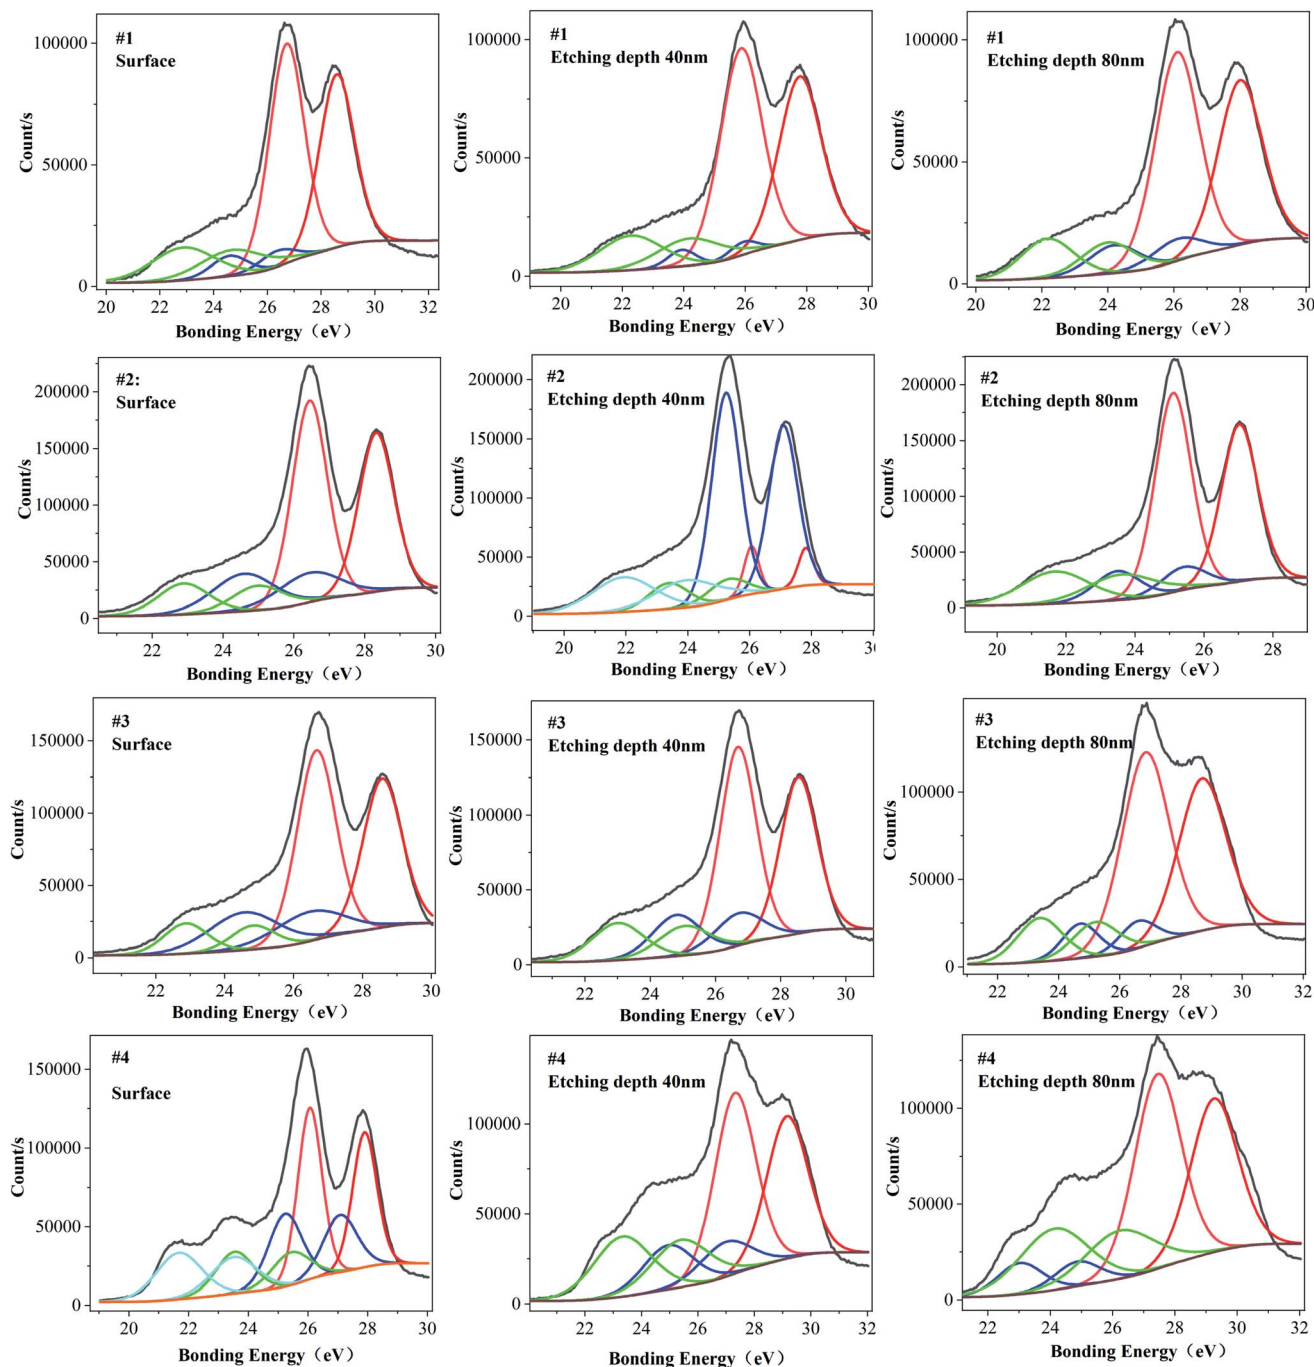 #1
Surface
Count/s
100000
50000
0
20 22 24 26 28 30 32
Bonding Energy（eV）
#1
Etching depth 40nm
Count/s
100000
50000
0
20 22 24 26 28 30
Bonding Energy（eV）
#1
Etching depth 80nm
Count/s
100000
50000
0
20 22 24 26 28 30
Bonding Energy（eV）
#2:
Surface
Count/s
200000
150000
100000
50000
0
22 24 26 28 30
Bonding Energy（eV）
#2
Etching depth 40nm
Count/s
200000
150000
100000
50000
0
20 22 24 26 28 30
Bonding Energy（eV）
#2
Etching depth 80nm
Count/s
200000
150000
100000
50000
0
20 22 24 26 28
Bonding Energy（eV）
#3
Surface
Count/s
150000
100000
50000
0
22 24 26 28 30
Bonding Energy（eV）
#3
Etching depth 40nm
Count/s
150000
100000
50000
0
22 24 26 28 30
Bonding Energy（eV）
#3
Etching depth 80nm
Count/s
100000
50000
0
22 24 26 28 30 32
Bonding Energy（eV）
#4
Surface
Count/s
150000
100000
50000
0
20 22 24 26 28 30
Bonding Energy（eV）
#4
Etching depth 40nm
Count/s
100000
50000
0
22 24 26 28 30 32
Bonding Energy（eV）
#4
Etching depth 80nm
Count/s
100000
50000
0
22 24 26 28 30 32
Bonding Energy（eV）